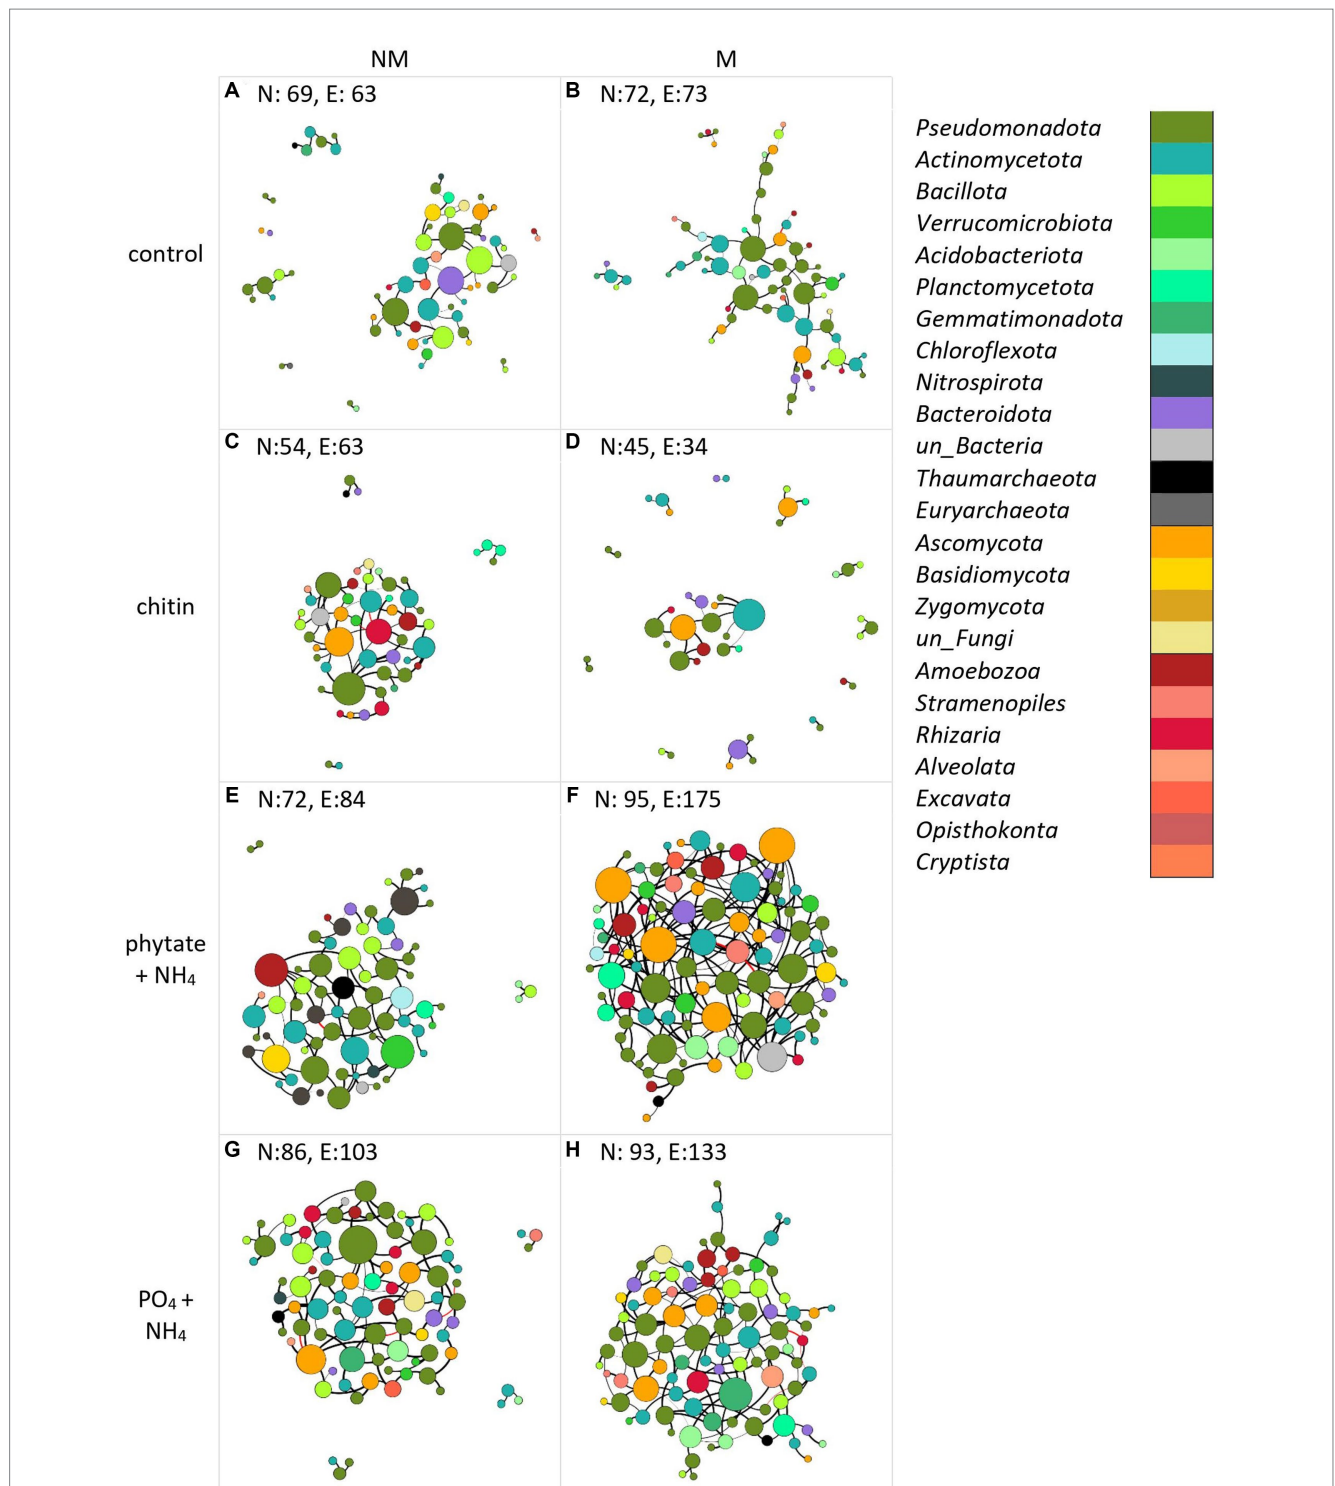 NM
M
A N: 69, E: 63
B N:72, E:73
control
C N:54, E:63
D N:45, E:34
chitin
E N:72, E:84
F N: 95, E:175
phytate
+ NH4
G N:86, E:103
H N: 93, E:133
PO4 +
NH4
Pseudomonadota
Actinomycetota
Bacillota
Verrucomicrobiota
Acidobacteriota
Planctomycetota
Gemmatimonadota
Chloroflexota
Nitrospirota
Bacteroidota
un_Bacteria
Thaumarchaeota
Euryarchaeota
Ascomycota
Basidiomycota
Zygomycota
un_Fungi
Amoebozoa
Stramenopiles
Rhizaria
Alveolata
Excavata
Opisthokonta
Cryptista